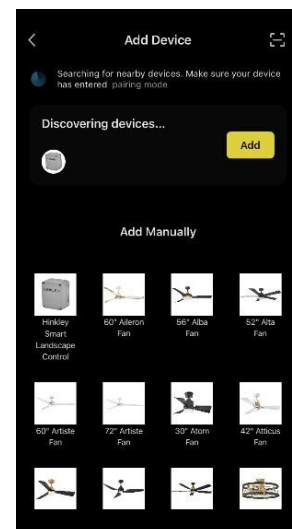 Add Device
Searching for nearby devices. Make sure your device
has entered pairing mode
Discovering devices...
Add
Add Manually
Hinkley
Smart
Landscape
Control
60" Aileron
Fan
56" Alba
Fan
52" Alta
Fan
60" Artiste
Fan
72" Artiste
Fan
30" Atom
Fan
42" Atticus
Fan